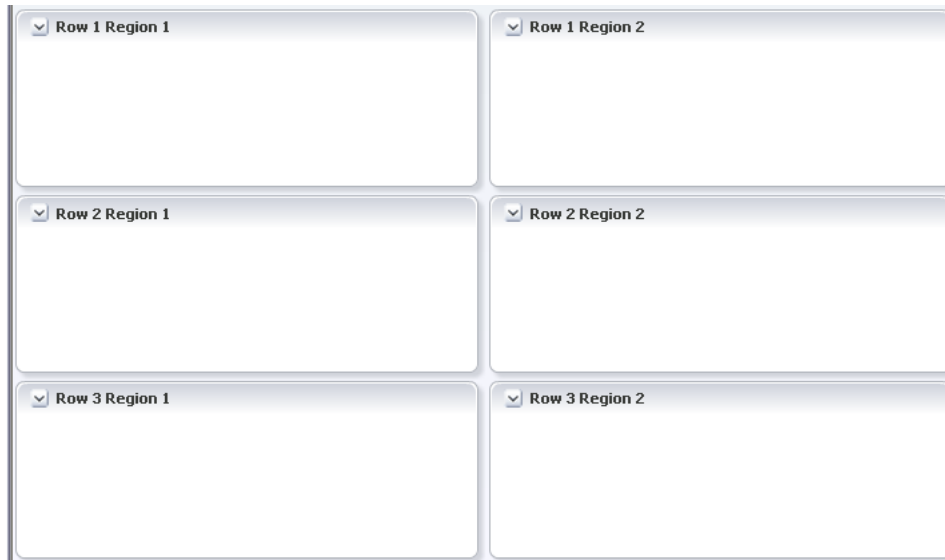 Row 1 Region 1
Row 1 Region 2
Row 2 Region 1
Row 2 Region 2
Row 3 Region 1
Row 3 Region 2